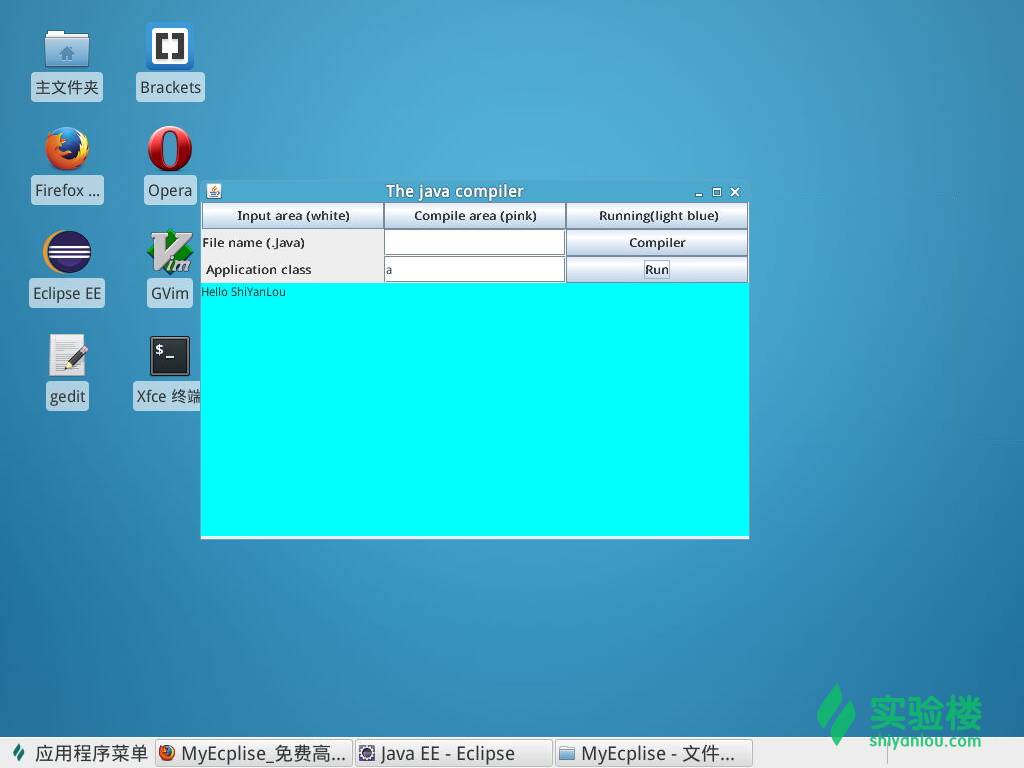 主文件夹
Brackets
Firefox ...
Opera
Eclipse EE
GVim
gedit
$_
Xfce 终端
The java compiler
Input area (white)
Compile area (pink)
Running(light blue)
File name (.Java)
Compiler
Application class
a
Run
Hello ShiYanLou
实验楼
shiyanlou.com
应用程序菜单
MyEcplise_免费高...
Java EE - Eclipse
MyEcplise - 文件...